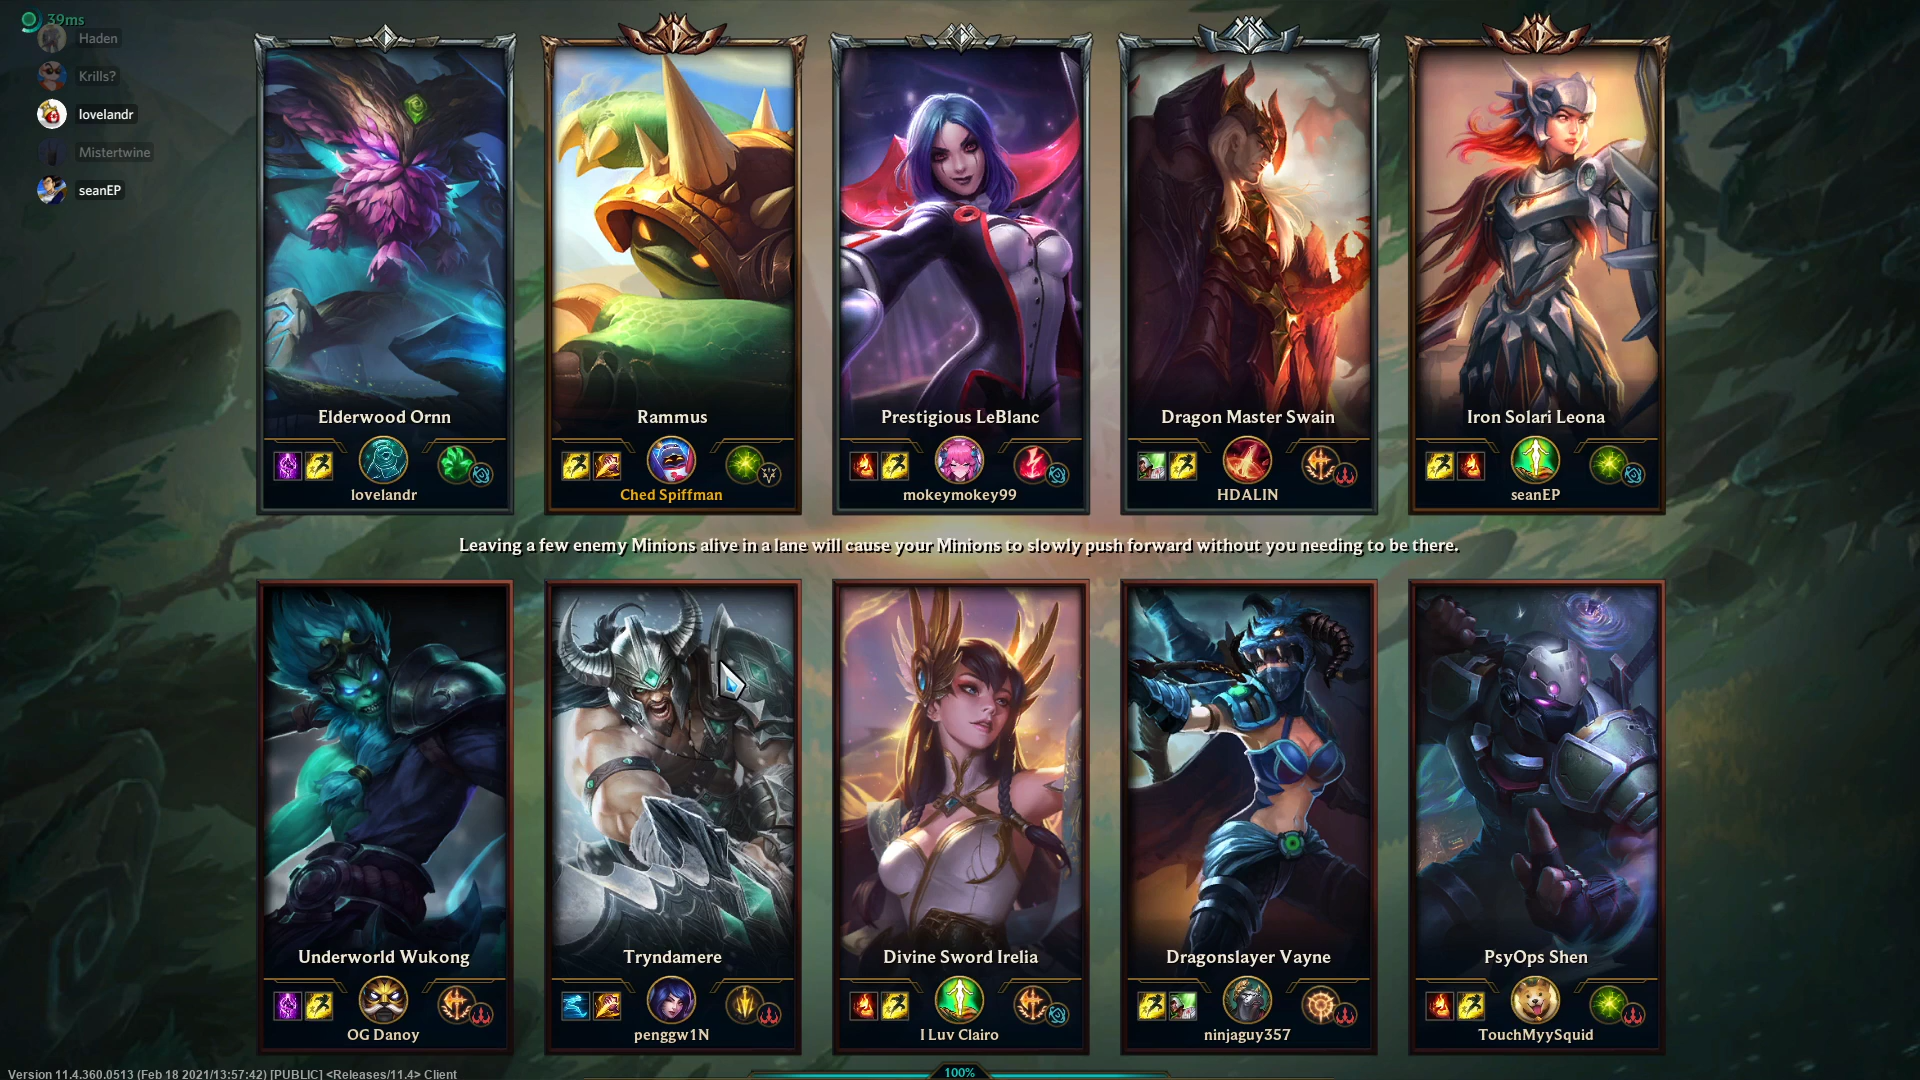 39ms
Haden
Krills?
lovelandr
Mistertwine
seanEP
Elderwood Ornn
lovelandr
Rammus
Ched Spiffman
Prestigious LeBlanc
mokeymokey99
Dragon Master Swain
HDALIN
Iron Solari Leona
seanEP
Leaving a few enemy Minions alive in a lane will cause your Minions to slowly push forward without you needing to be there.
Underworld Wukong
OG Danoy
Tryndamere
penggw1N
Divine Sword Irelia
I Luv Clairo
Dragonslayer Vayne
ninjaguy357
PsyOps Shen
TouchMyySquid
Version 11.4.360.0513 (Feb 18 2021/13:57:42) [PUBLIC] <Releases/11.4> Client
100%